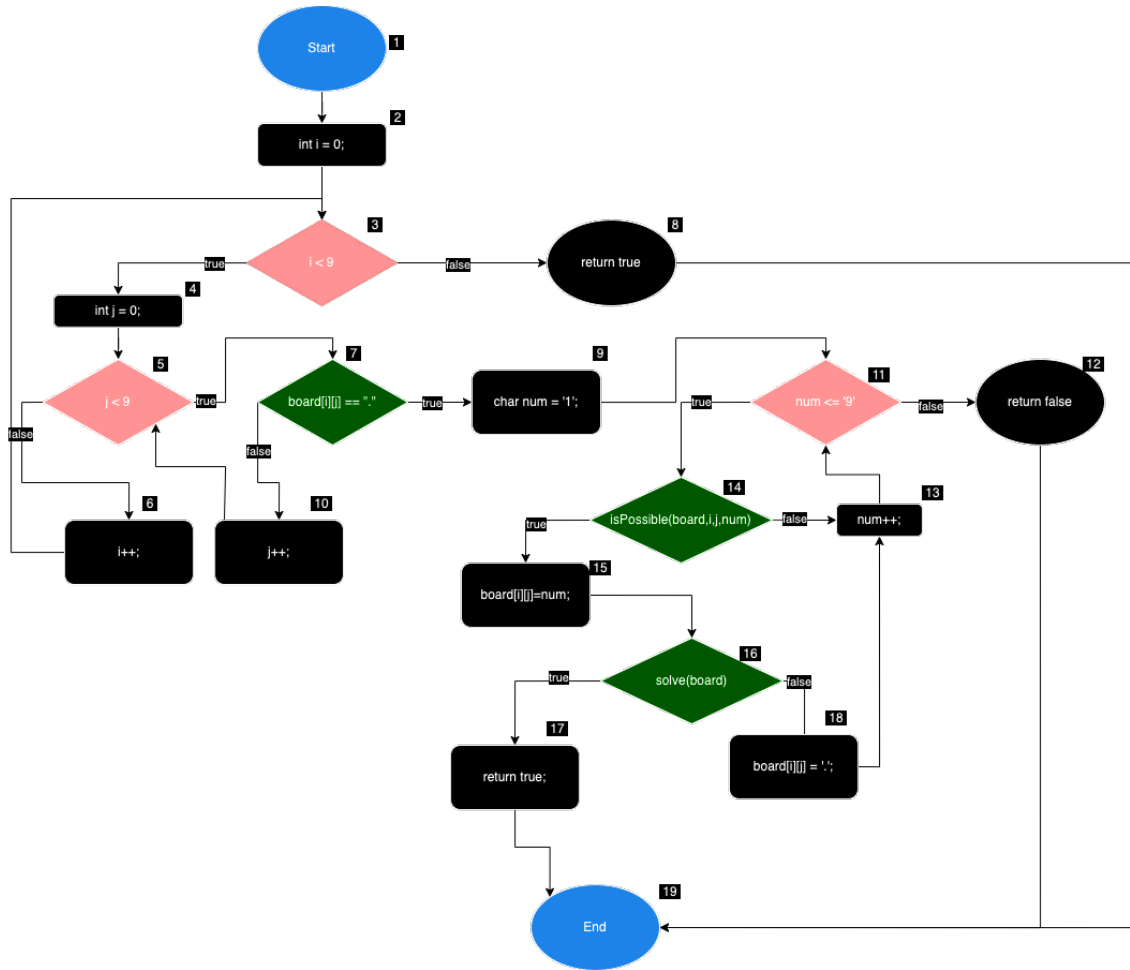 Start
1
2
int i = 0;
3
8
i < 9
return true
true
false
4
int j = 0;
5
7
9
11
12
j < 9
true
board[i][j] == "."
true
char num = '1';
true
num <= '9'
false
return false
false
false
6
10
14
13
i++;
j++;
isPossible(board,i,j,num)
false
num++;
true
15
board[i][j]=num;
16
true
solve(board)
false
17
18
return true;
board[i][j] = '.';
19
End